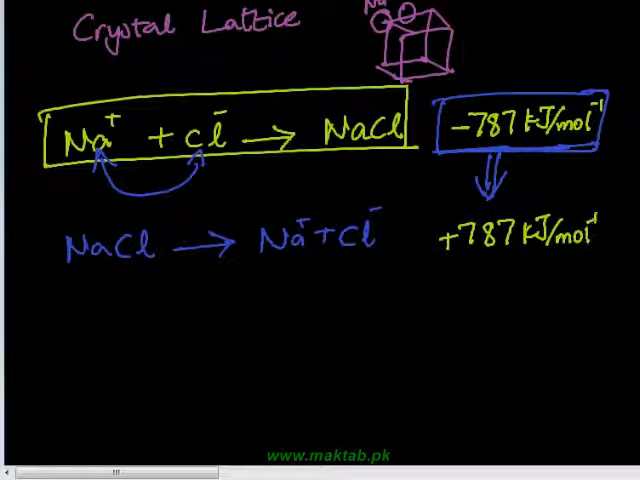 Crystal Lattice
Na
Na⁺ + Cl⁻ → NaCl -787 kJ/mol⁻¹
NaCl → Na⁺ + Cl⁻ +787 kJ/mol⁻¹
www.maktab.pk